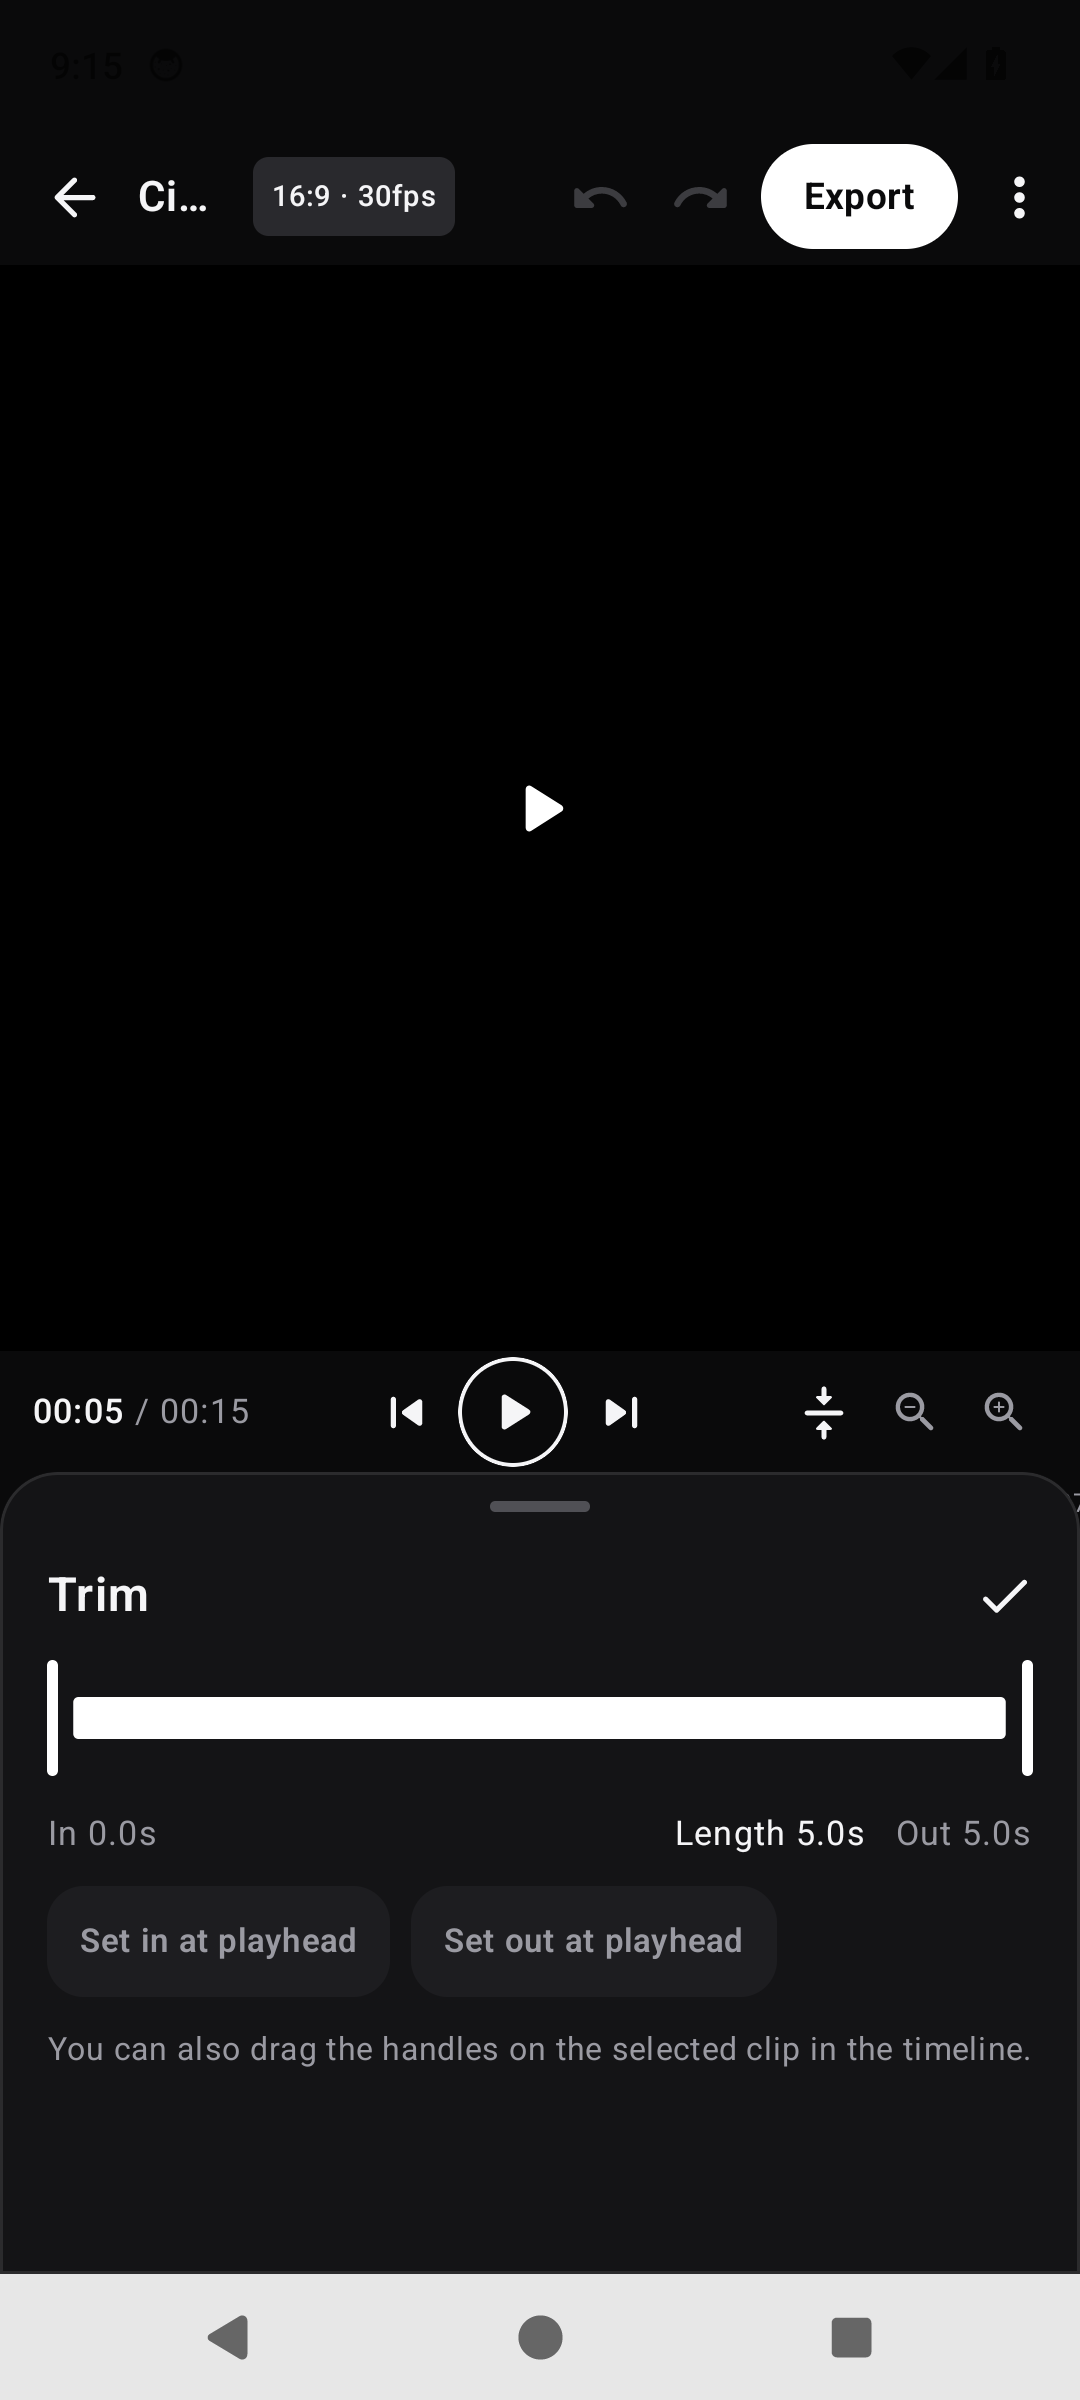 9:15
Ci...
16:9 · 30fps
Export
00:05 / 00:15
Trim
In 0.0s
Length 5.0s
Out 5.0s
Set in at playhead
Set out at playhead
You can also drag the handles on the selected clip in the timeline.